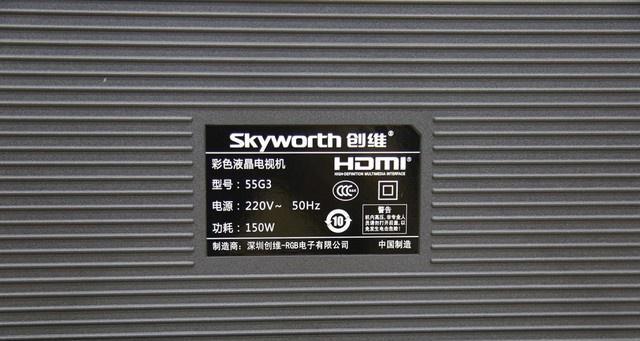 Skyworth 创维®
彩色液晶电视机
HDMI®
HIGH-DEFINITION MULTIMEDIA INTERFACE
型号：55G3
电源：220V~ 50Hz
功耗：150W
CCC
10
警告
机内高压，非专业人
员请勿打开后盖，以
免发生电击危险！
制造商：深圳创维-RGB电子有限公司
中国制造